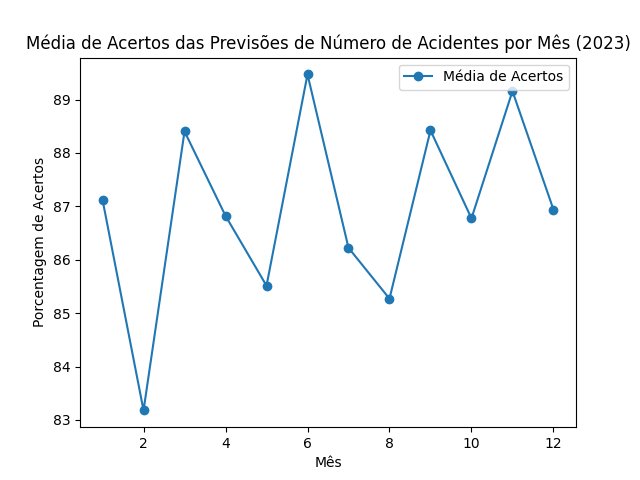 Média de Acertos das Previsões de Número de Acidentes por Mês (2023)
Média de Acertos
Porcentagem de Acertos
89
88
87
86
85
84
83
2 4 6 8 10 12
Mês